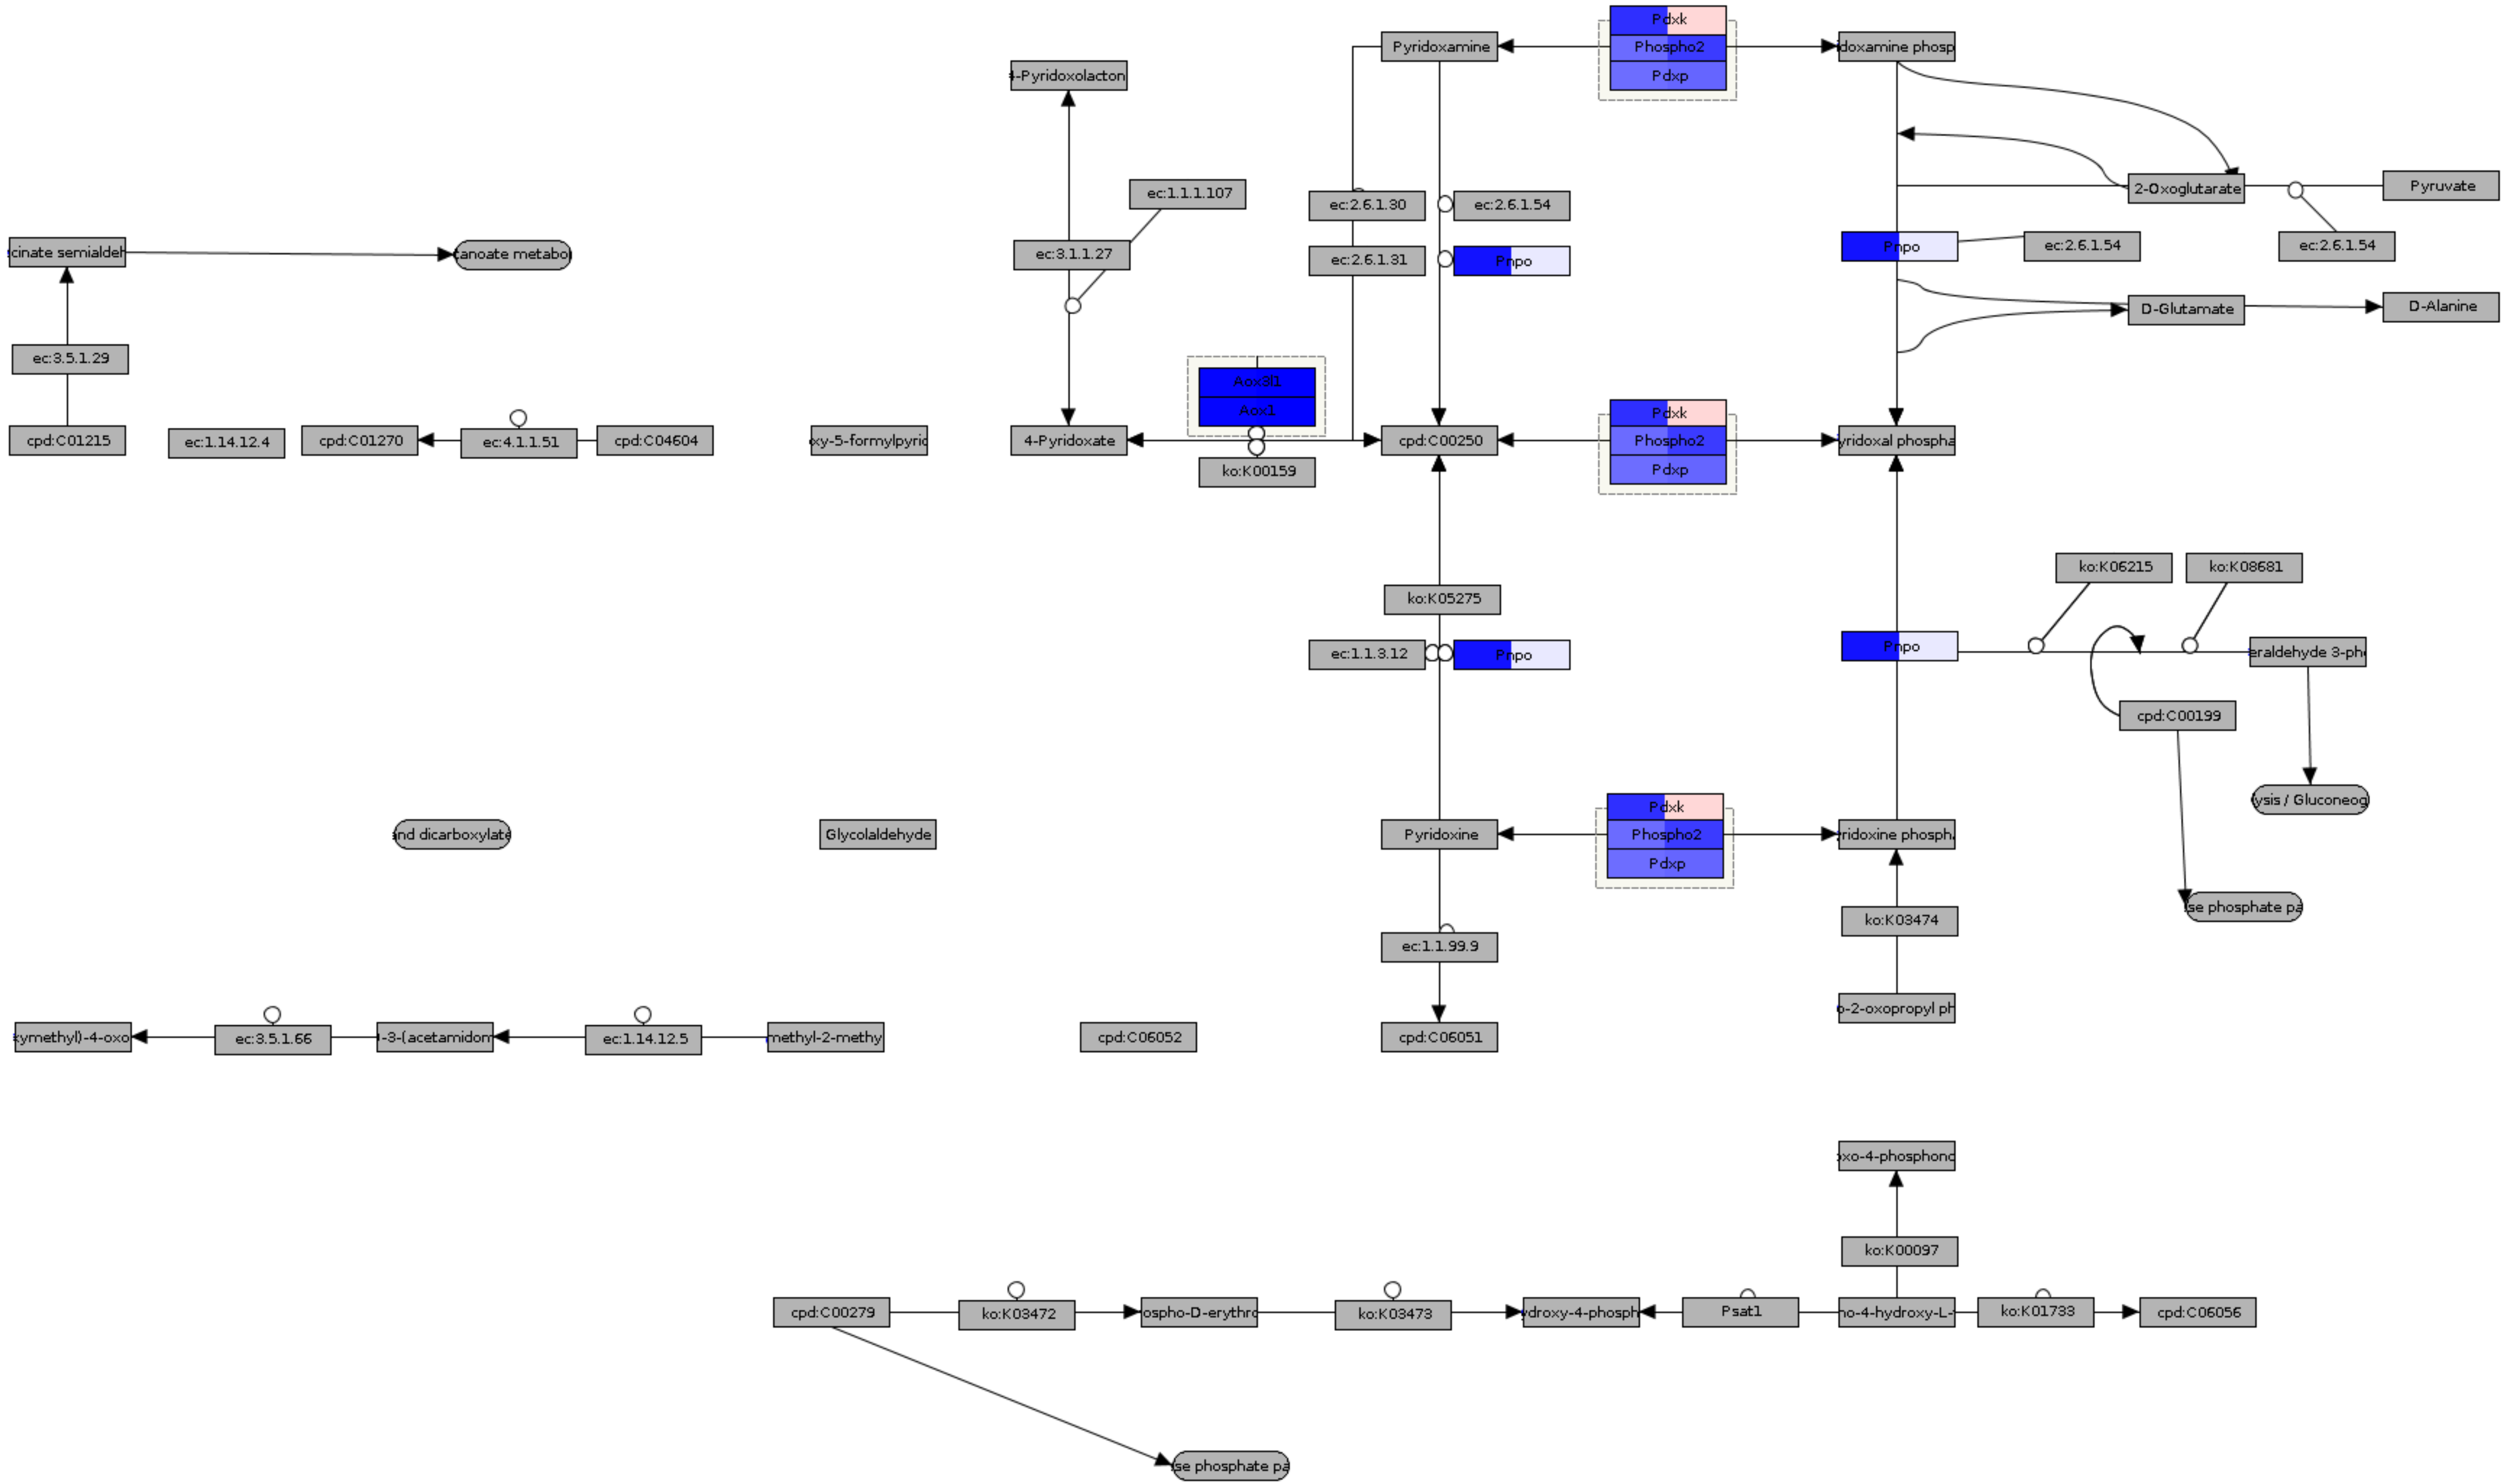 Pdxk
Pyridoxamine
Phospho2
doxamine phosp
4-Pyridoxolacton
Pdxp
ec:1.1.1.107
2-Oxoglutarate
Pyruvate
ec:2.6.1.30
ec:2.6.1.54
cinate semialdeh
anoate metabo
ec:3.1.1.27
ec:2.6.1.31
Pnpo
Pnpo
ec:2.6.1.54
ec:2.6.1.54
D-Glutamate
D-Alanine
ec:3.5.1.29
Aox3l1
Aox1
Pdxk
cpd:C01215
ec:1.14.12.4
cpd:C01270
ec:4.1.1.51
cpd:C04604
oxy-5-formylpyrid
4-Pyridoxate
cpd:C00250
Phospho2
yridoxal phospha
ko:K00159
Pdxp
ko:K06215
ko:K08681
ko:K05275
ec:1.1.3.12
Pnpo
Pnpo
eraldehyde 3-pho
cpd:C00199
ysis / Gluconeog
Pdxk
nd dicarboxylate
Glycolaldehyde
Pyridoxine
Phospho2
ridoxine phosph
Pdxp
se phosphate pa
ko:K03474
ec:1.1.99.9
o-2-oxopropyl ph
xymethyl)-4-oxo
ec:3.5.1.66
-3-(acetamidom
ec:1.14.12.5
methyl-2-methy
cpd:C06052
cpd:C06051
oxo-4-phosphono
ko:K00097
cpd:C00279
ko:K03472
ospho-D-erythro
ko:K03473
ydroxy-4-phosph
Psat1
no-4-hydroxy-L-
ko:K01733
cpd:C06056
se phosphate pa